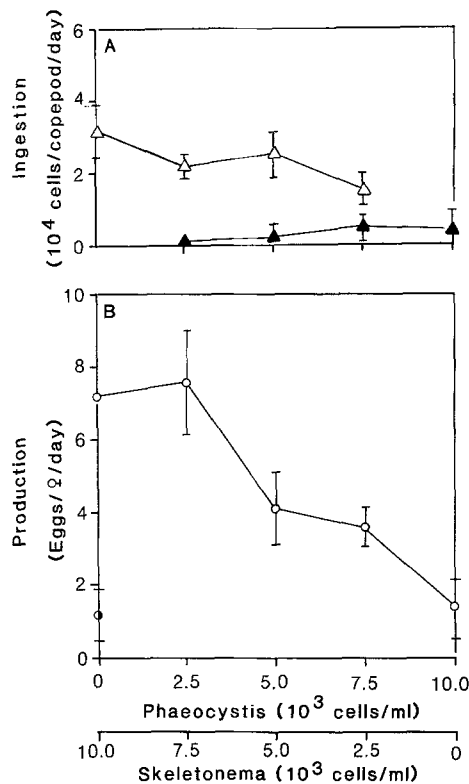 A
6
4
2
0
Ingestion
(10⁴ cells/copepod/day)
B
10
8
6
4
2
0
Production
(Eggs/Ω/day)
0 2.5 5.0 7.5 10.0
Phaeocystis (10³ cells/ml)
10.0 7.5 5.0 2.5 0
Skeletonema (10³ cells/ml)